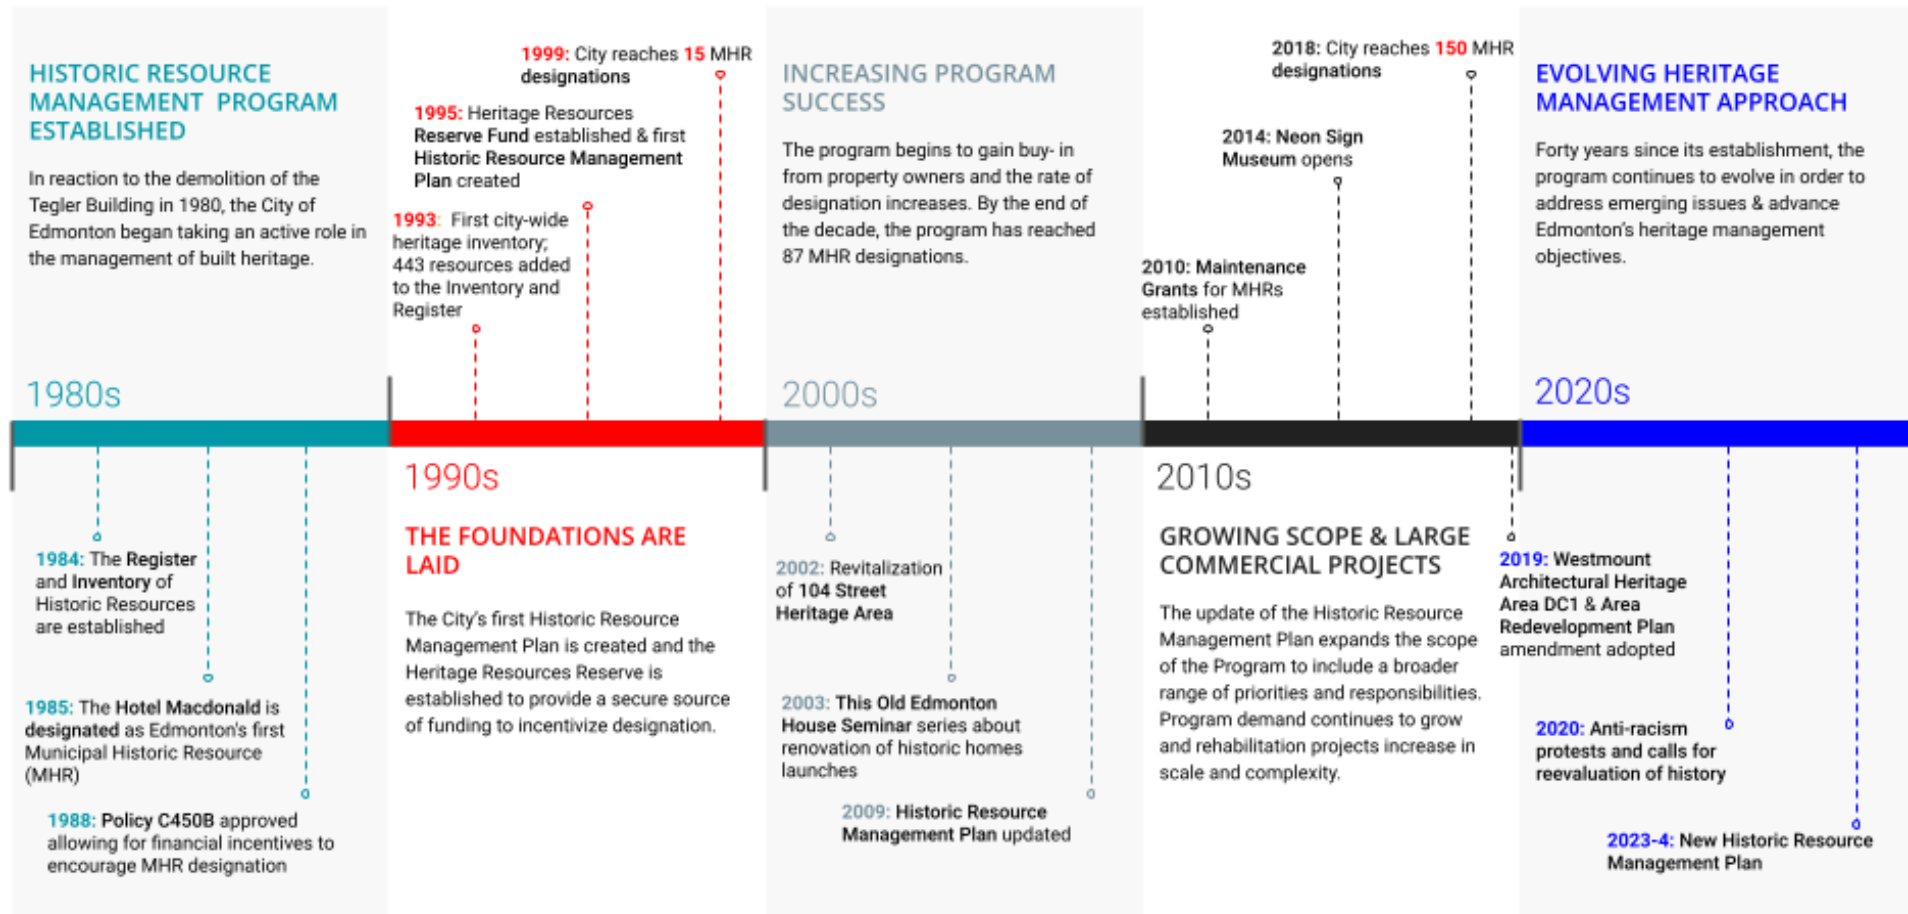 HISTORIC RESOURCE
MANAGEMENT PROGRAM
ESTABLISHED
In reaction to the demolition of the
Tegler Building in 1980, the City of
Edmonton began taking an active role in
the management of built heritage.
1980s
1984: The Register
and Inventory of
Historic Resources
are established
1985: The Hotel Macdonald is
designated as Edmonton's first
Municipal Historic Resource
(MHR)
1988: Policy C450B approved
allowing for financial incentives to
encourage MHR designation
1999: City reaches 15 MHR
designations
1995: Heritage Resources
Reserve Fund established & first
Historic Resource Management
Plan created
1993: First city-wide
heritage inventory;
443 resources added
to the Inventory and
Register
1990s
THE FOUNDATIONS ARE
LAID
The City's first Historic Resource
Management Plan is created and the
Heritage Resources Reserve is
established to provide a secure source
of funding to incentivize designation.
INCREASING PROGRAM
SUCCESS
The program begins to gain buy- in
from property owners and the rate of
designation increases. By the end of
the decade, the program has reached
87 MHR designations.
2000s
2002: Revitalization
of 104 Street
Heritage Area
2003: This Old Edmonton
House Seminar series about
renovation of historic homes
launches
2009: Historic Resource
Management Plan updated
2018: City reaches 150 MHR
designations
2014: Neon Sign
Museum opens
2010: Maintenance
Grants for MHRs
established
2010s
GROWING SCOPE & LARGE
COMMERCIAL PROJECTS
The update of the Historic Resource
Management Plan expands the scope
of the Program to include a broader
range of priorities and responsibilities.
Program demand continues to grow
and rehabilitation projects increase in
scale and complexity.
2019: Westmount
Architectural Heritage
Area DC1 & Area
Redevelopment Plan
amendment adopted
EVOLVING HERITAGE
MANAGEMENT APPROACH
Forty years since its establishment, the
program continues to evolve in order to
address emerging issues & advance
Edmonton's heritage management
objectives.
2020s
2020: Anti-racism
protests and calls for
reevaluation of history
2023-4: New Historic Resource
Management Plan